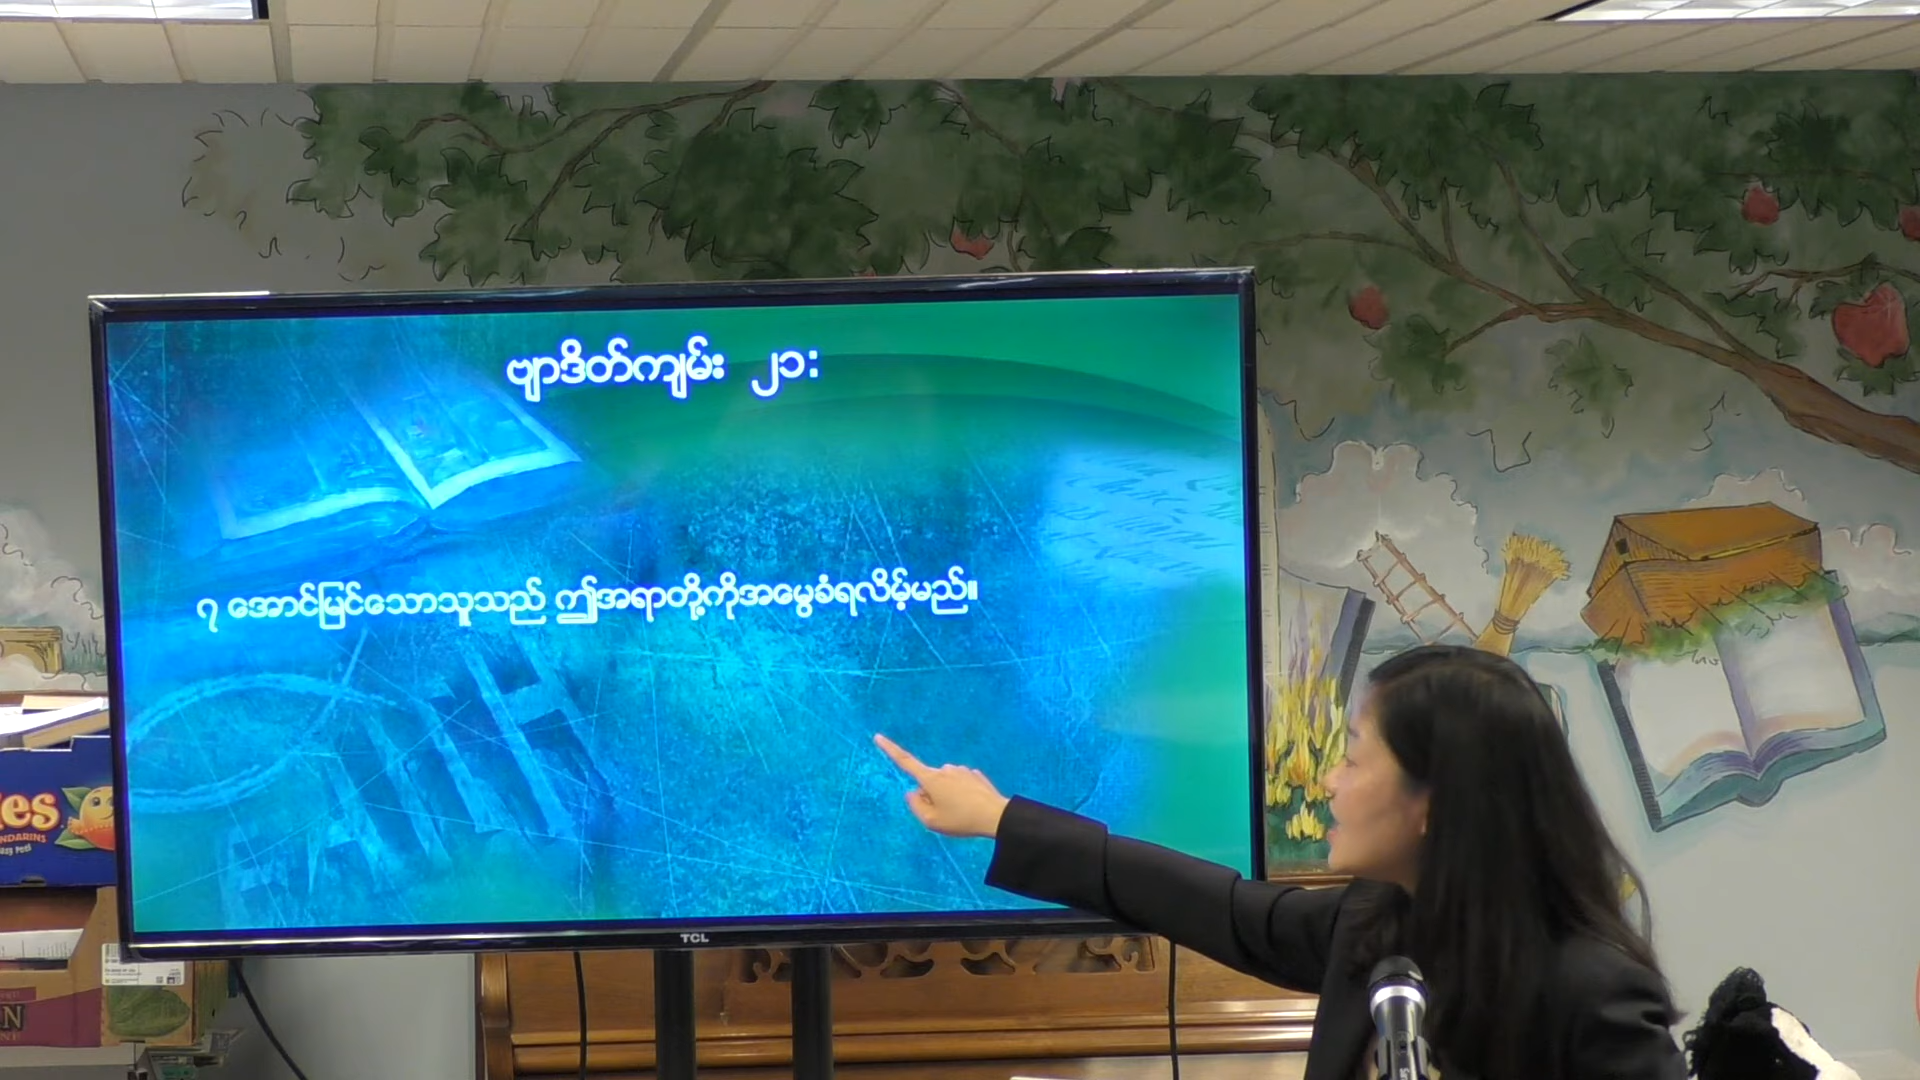 ဗျာဒိတ်ကျမ်း ၂၁:
၇ အောင်မြင်သောသူသည် ဤအရာတို့ကိုအမွေခံရလိမ့်မည်။
TCL